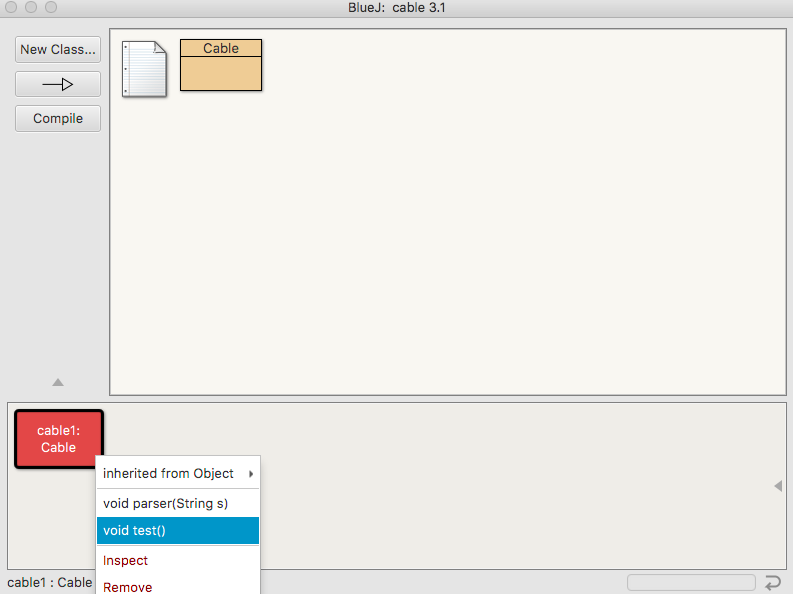 BlueJ: cable 3.1
New Class...
Compile
Cable
cable1:
Cable
inherited from Object
void parser(String s)
void test()
Inspect
Remove
cable1 : Cable